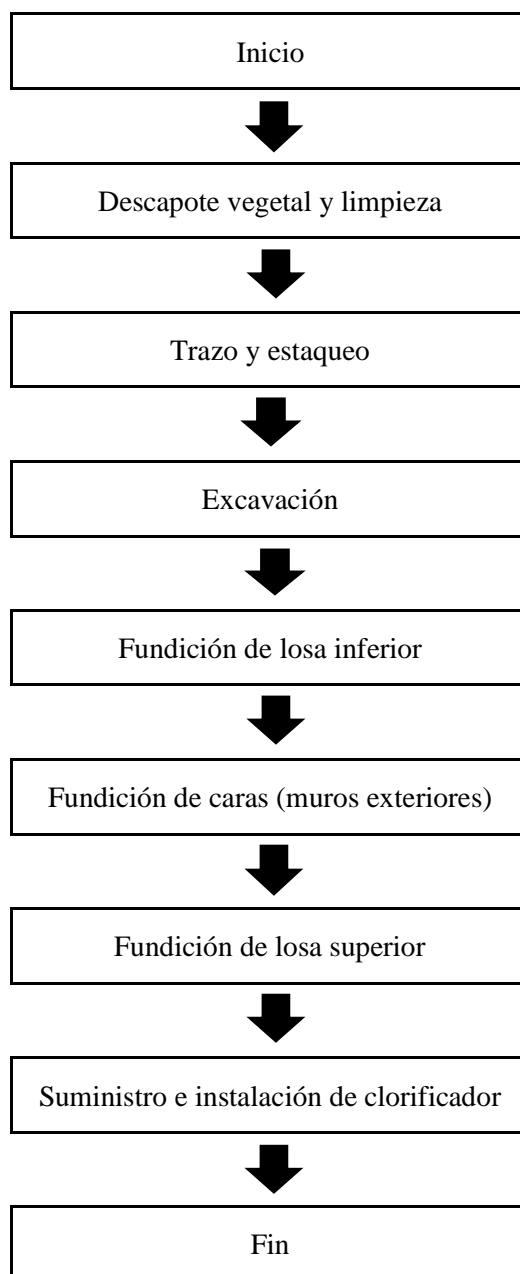 Inicio
Descapote vegetal y limpieza
Trazo y estaqueo
Excavación
Fundición de losa inferior
Fundición de caras (muros exteriores)
Fundición de losa superior
Suministro e instalación de clorificador
Fin